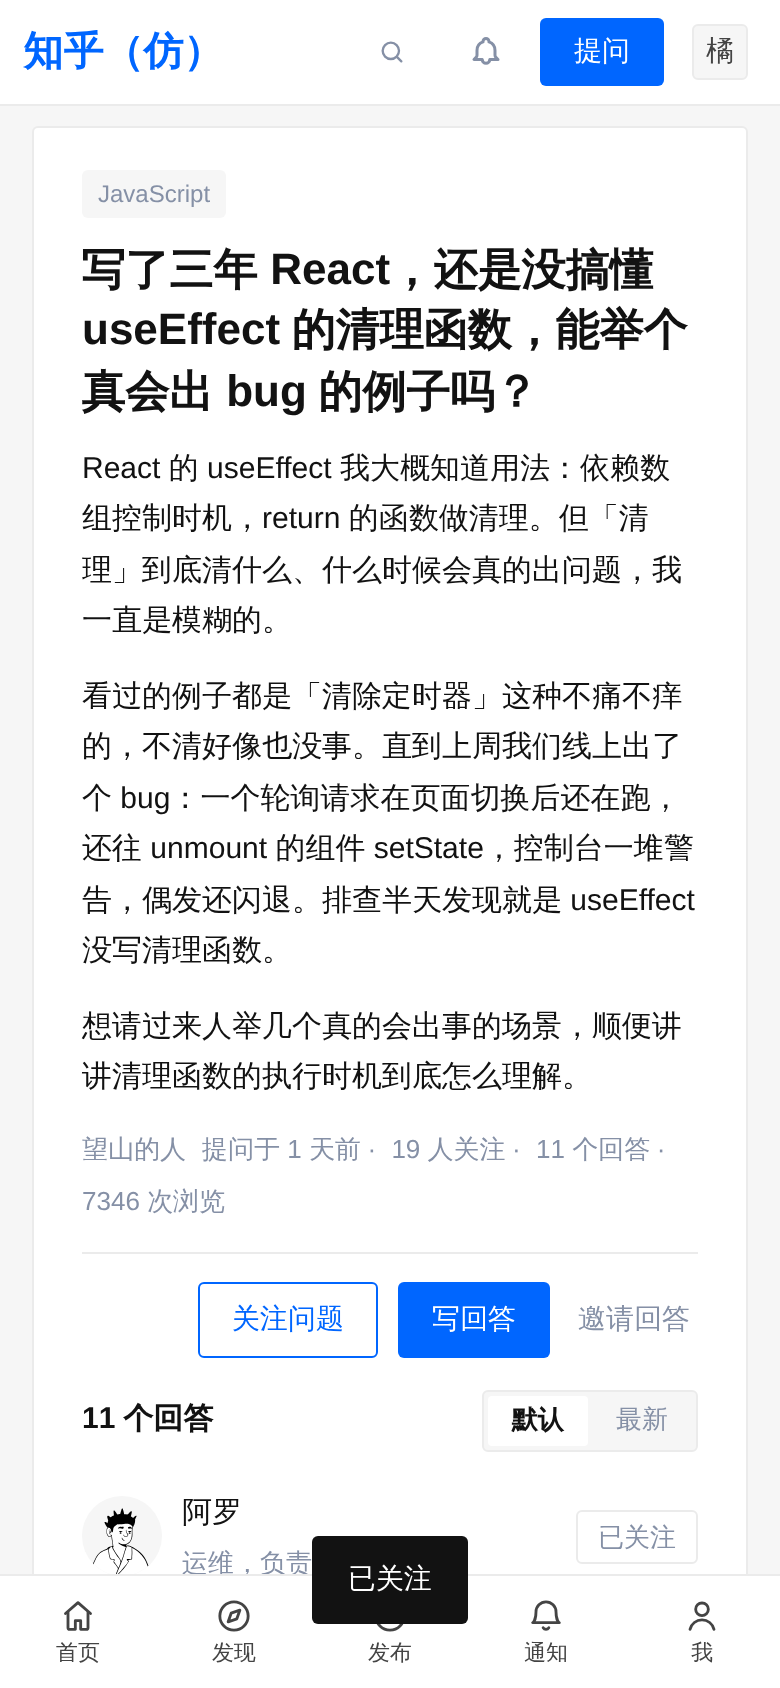 知乎（仿）
提问
橘
JavaScript
写了三年 React，还是没搞懂
useEffect 的清理函数，能举个
真会出 bug 的例子吗？
React 的 useEffect 我大概知道用法：依赖数
组控制时机，return 的函数做清理。但「清
理」到底清什么、什么时候会真的出问题，我
一直是模糊的。
看过的例子都是「清除定时器」这种不痛不痒
的，不清好像也没事。直到上周我们线上出了
个 bug：一个轮询请求在页面切换后还在跑，
还往 unmount 的组件 setState，控制台一堆警
告，偶发还闪退。排查半天发现就是 useEffect
没写清理函数。
想请过来人举几个真的会出事的场景，顺便讲
讲清理函数的执行时机到底怎么理解。
望山的人 提问于 1 天前 · 19 人关注 · 11 个回答 ·
7346 次浏览
关注问题 写回答 邀请回答
11 个回答 默认 最新
阿罗
已关注
运维，负责
已关注
首页 发现 发布 通知 我